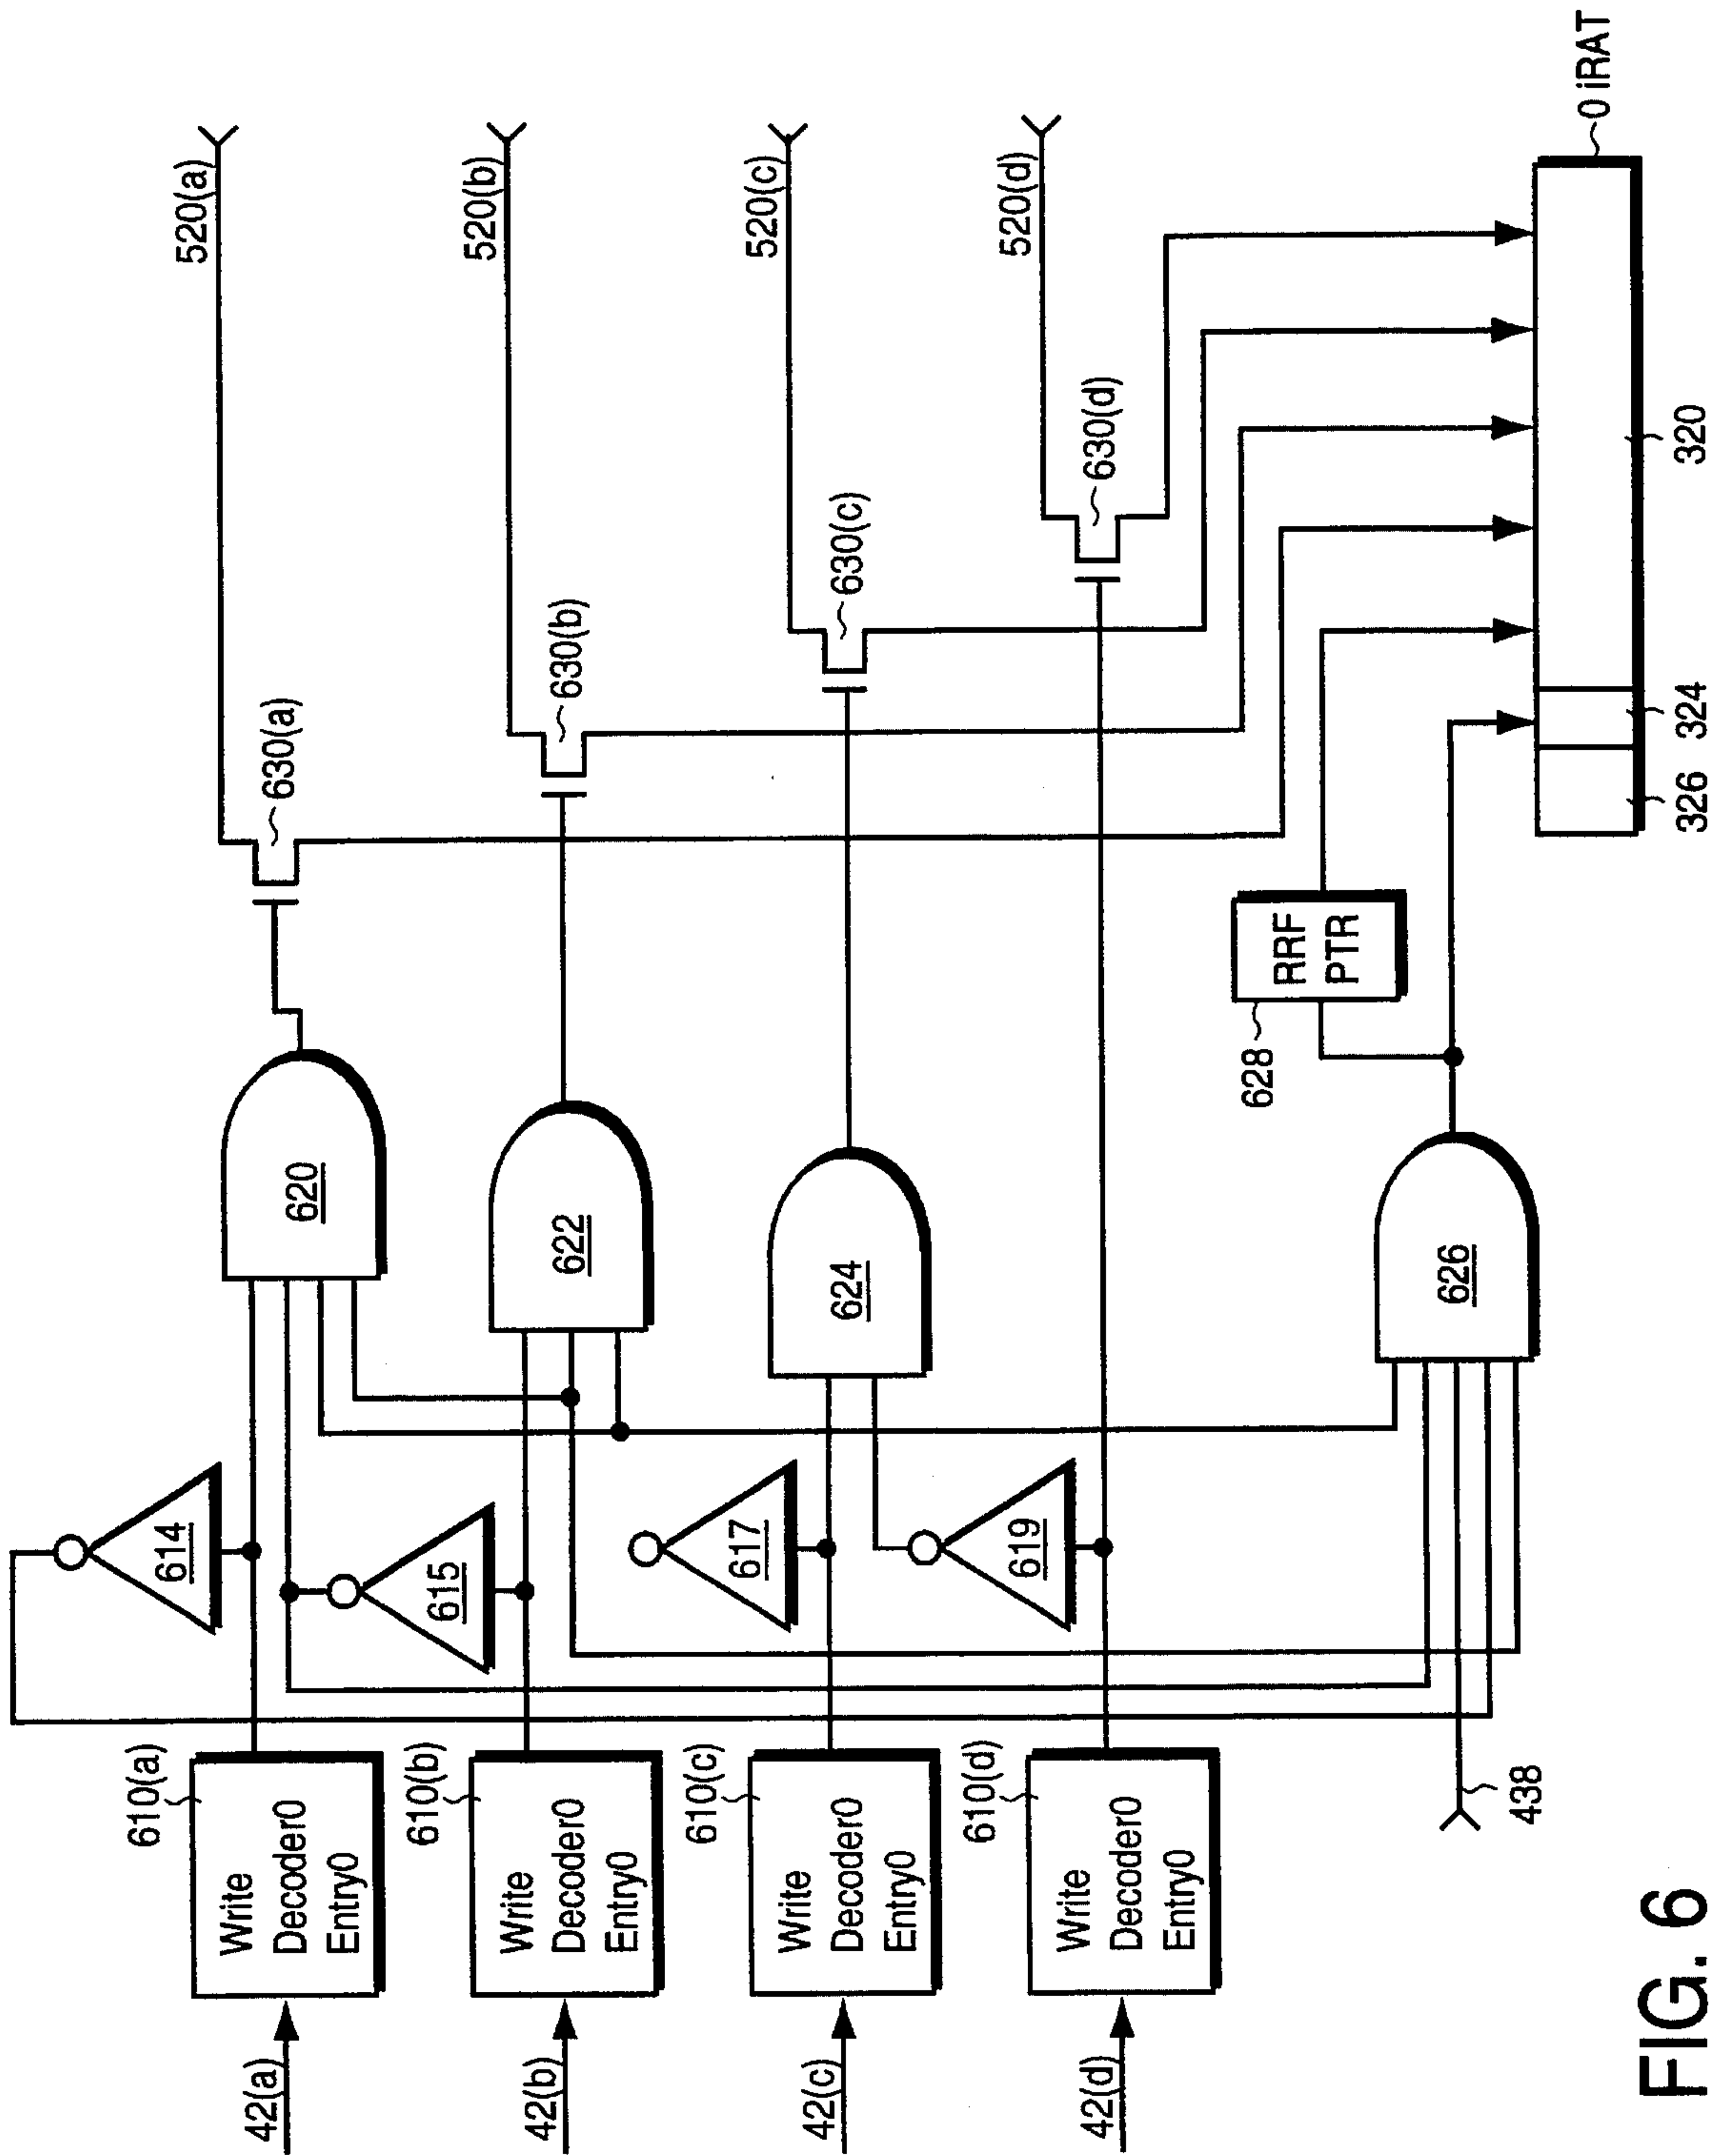 42(a)
610(a)
Write
Decoder0
Entry0
614
620
630(a)
520(a)
42(b)
610(b)
Write
Decoder0
Entry0
615
622
630(b)
520(b)
42(c)
610(c)
Write
Decoder0
Entry0
617
624
630(c)
520(c)
42(d)
610(d)
Write
Decoder0
Entry0
619
630(d)
520(d)
628
RRF
PTR
438
626
0 iRAT
326
324
320
FIG. 6